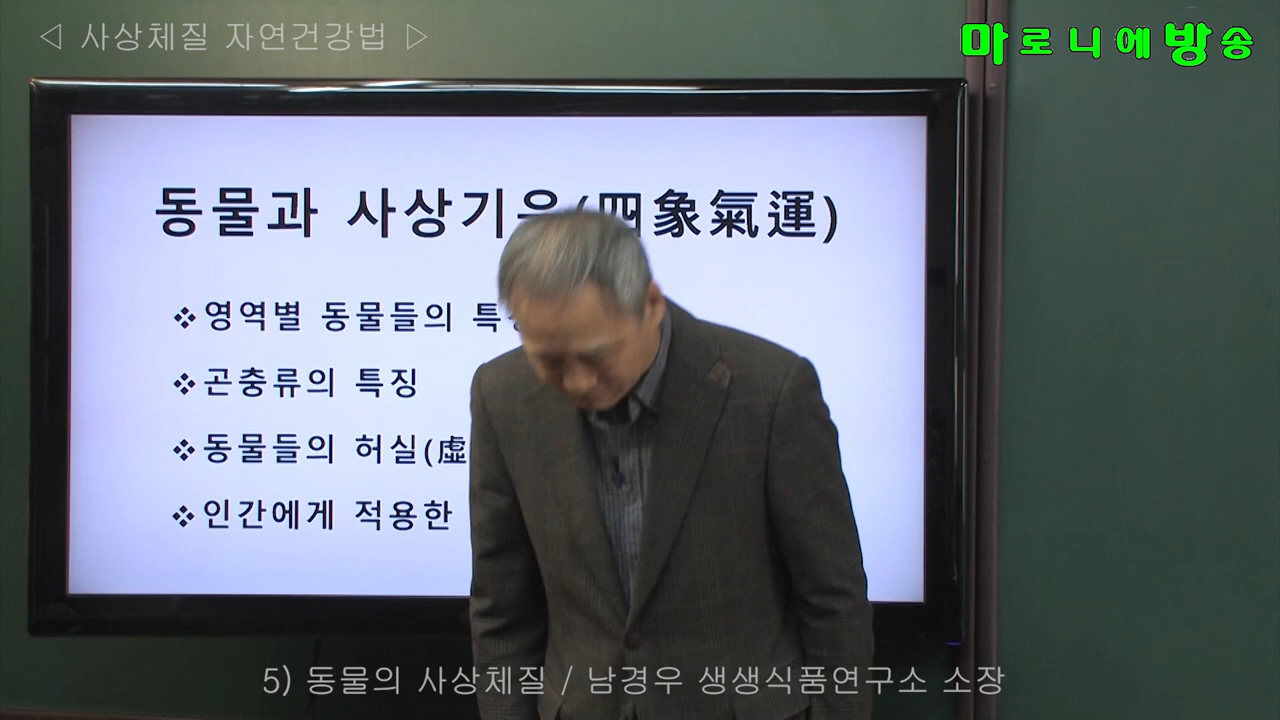 ◁ 사상체질 자연건강법 ▷
마로니에방송
동물과 사상기운(四象氣運)
❖영역별 동물들의
❖곤충류의 특징
❖동물들의 허실(虛
❖인간에게 적용한
5) 동물의 사상체질 / 남경우 생생식품연구소 소장